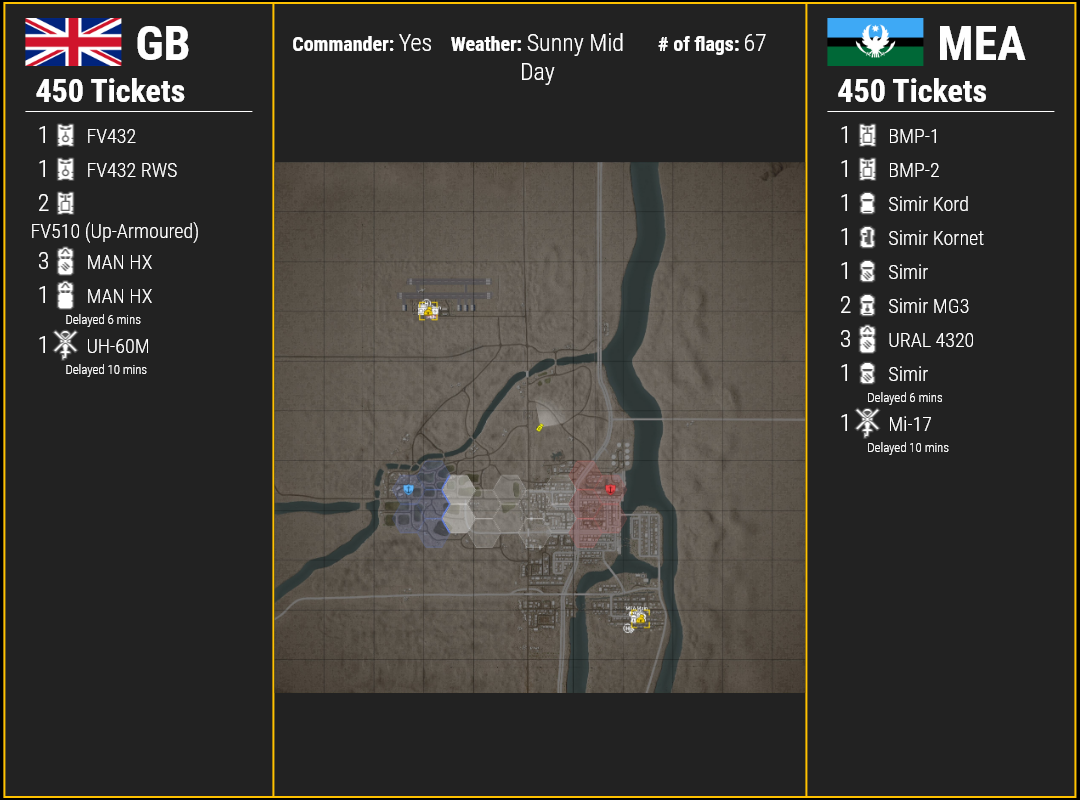 GB
450 Tickets
1 FV432
1 FV432 RWS
2
FV510 (Up-Armoured)
3 MAN HX
1 MAN HX
Delayed 6 mins
1 UH-60M
Delayed 10 mins
Commander: Yes Weather: Sunny Mid Day # of flags: 67
MEA
450 Tickets
1 BMP-1
1 BMP-2
1 Simir Kord
1 Simir Kornet
1 Simir
2 Simir MG3
3 URAL 4320
1 Simir
Delayed 6 mins
1 Mi-17
Delayed 10 mins